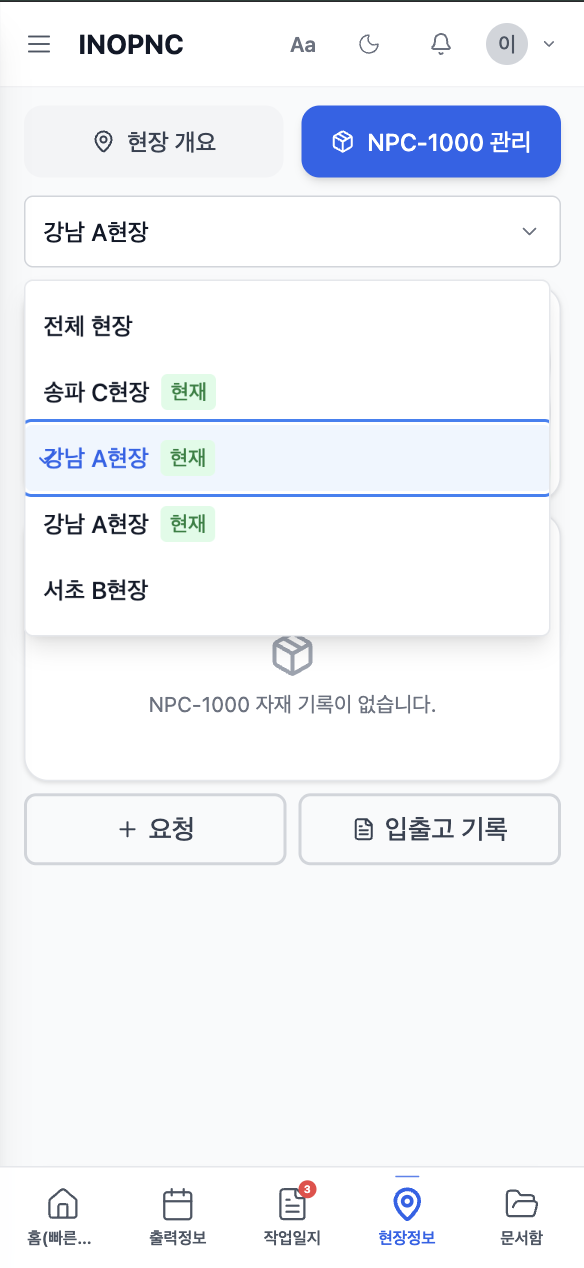 INOPNC Aa 이
현장 개요 NPC-1000 관리
강남 A현장
전체 현장
송파 C현장 현재
강남 A현장 현재
강남 A현장 현재
서초 B현장
NPC-1000 자재 기록이 없습니다.
+ 요청 입출고 기록
3
홈(빠른... 출력정보 작업일지 현장정보 문서함